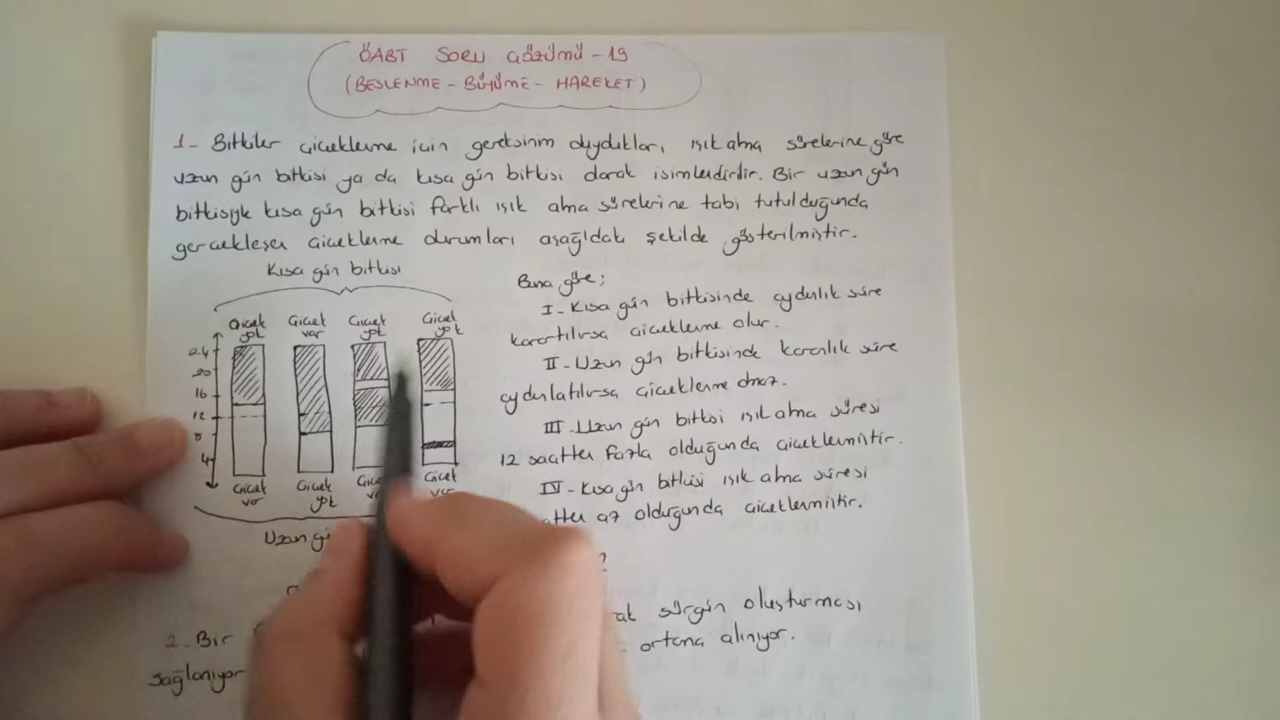 ÖABT SORU ÇÖZÜMÜ - 19
(BESLENME - BÜYÜME - HAREKET)
1- Bitkiler çiçeklenme için gereksinim duydukları, ışık alma sürelerine göre
uzun gün bitkisi ya da kısa gün bitkisi olarak isimlendirilir. Bir uzun gün
bitkisiyle kısa gün bitkisi farklı ışık alma sürelerine tabi tutulduğunda
gerçekleşen çiçeklenme durumları aşağıdaki şekilde gösterilmiştir.
Kısa gün bitkisi
Çiçek yok
Çiçek var
Çiçek yok
Çiçek yok
24
20
16
12
8
4
Çiçek var
Çiçek yok
Çiçek
Uzun
Buna göre;
I- Kısa gün bitkisinde aydınlık süre
karartılırsa çiçeklenme olur.
II- Uzun gün bitkisinde karanlık süre
aydınlatılırsa çiçeklenme olmaz.
III- Uzun gün bitkisi ışık alma süresi
12 saatten fazla olduğunda çiçeklenmiştir.
IV- Kısa gün bitkisi ışık alma süresi
az olduğunda çiçeklenmiştir.
?
2- Bir
sürgün oluşturması
sağlanıyor
ortama alınıyor.